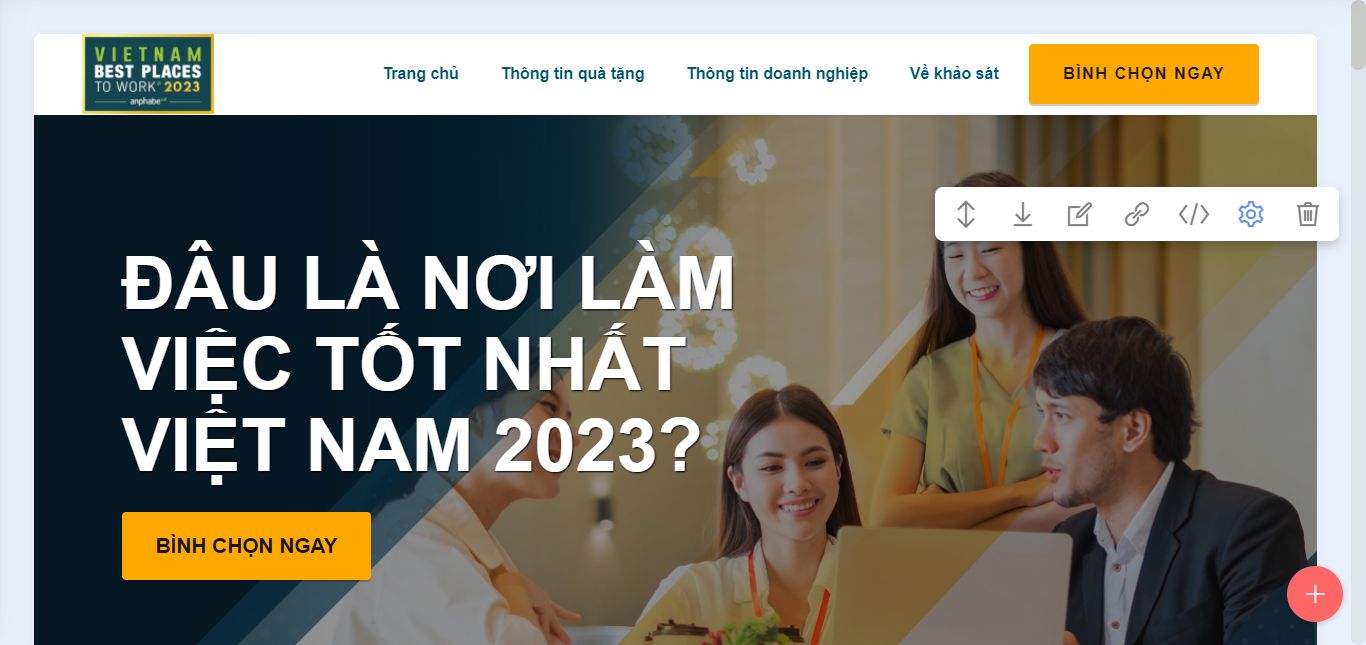 VIETNAM
BEST PLACES
TO WORK® 2023
anphabe
Trang chủ
Thông tin quà tặng
Thông tin doanh nghiệp
Về khảo sát
BÌNH CHỌN NGAY
ĐÂU LÀ NƠI LÀM
VIỆC TỐT NHẤT
VIỆT NAM 2023?
BÌNH CHỌN NGAY